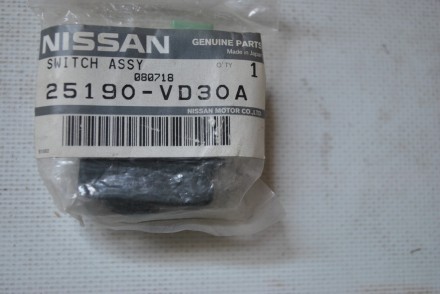 NISSAN GENUINE PARTS
Made in Japan
SWITCH ASSY Q'TY
080718 1
25190-VD30A
NISSAN MOTOR CO.,LTD.